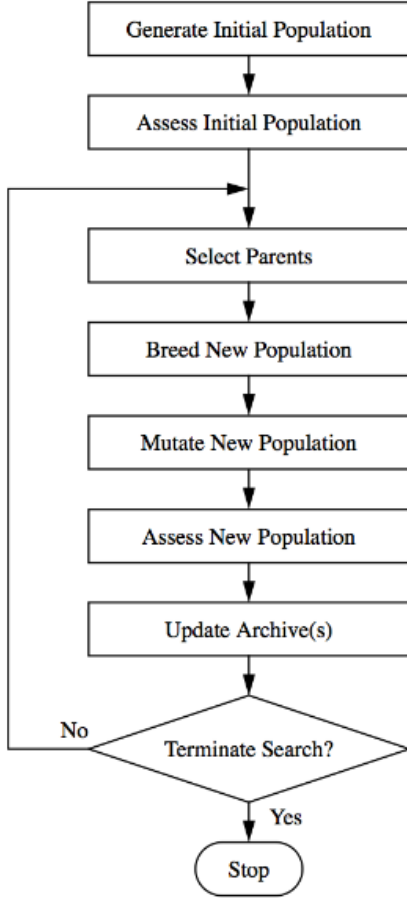 Generate Initial Population
Assess Initial Population
Select Parents
Breed New Population
Mutate New Population
Assess New Population
Update Archive(s)
No
Terminate Search?
Yes
Stop